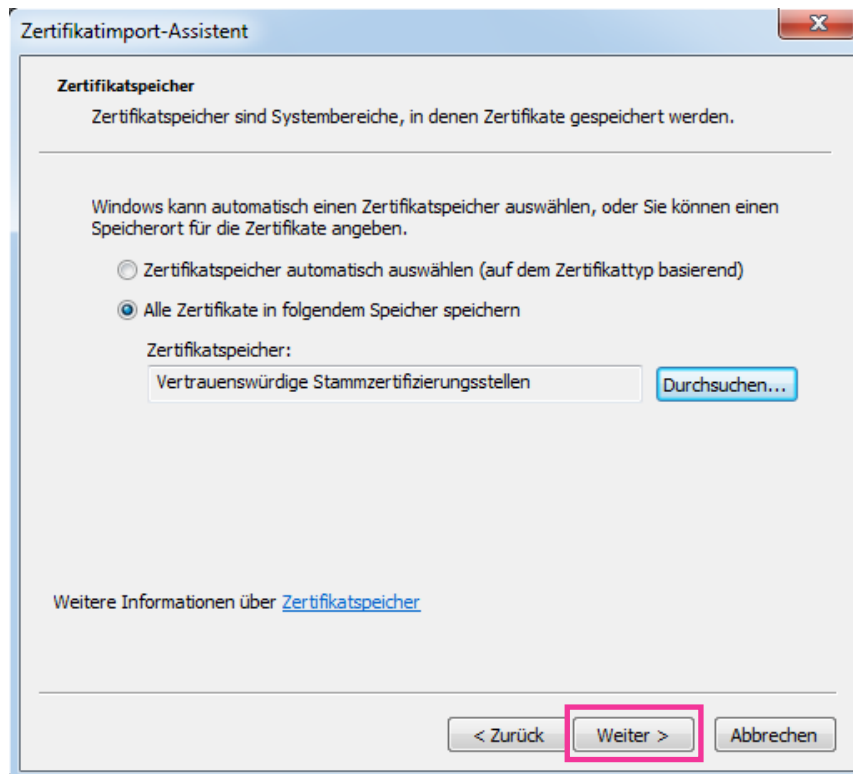 Zertifikatimport-Assistent
Zertifikatspeicher
Zertifikatspeicher sind Systembereiche, in denen Zertifikate gespeichert werden.
Windows kann automatisch einen Zertifikatspeicher auswählen, oder Sie können einen
Speicherort für die Zertifikate angeben.
Zertifikatspeicher automatisch auswählen (auf dem Zertifikattyp basierend)
Alle Zertifikate in folgendem Speicher speichern
Zertifikatspeicher:
Vertrauenswürdige Stammzertifizierungsstellen
Durchsuchen...
Weitere Informationen über Zertifikatspeicher
< Zurück Weiter > Abbrechen